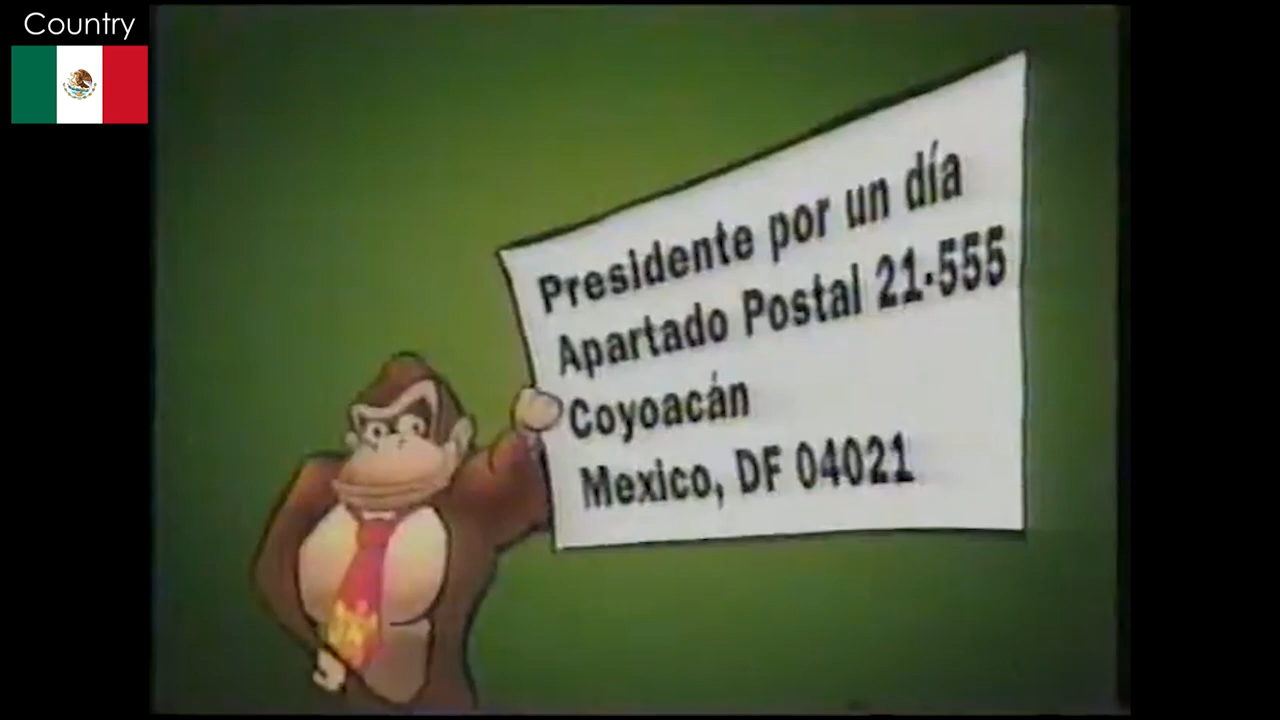 Country
Presidente por un día
Apartado Postal 21-555
Coyoacán
Mexico, DF 04021